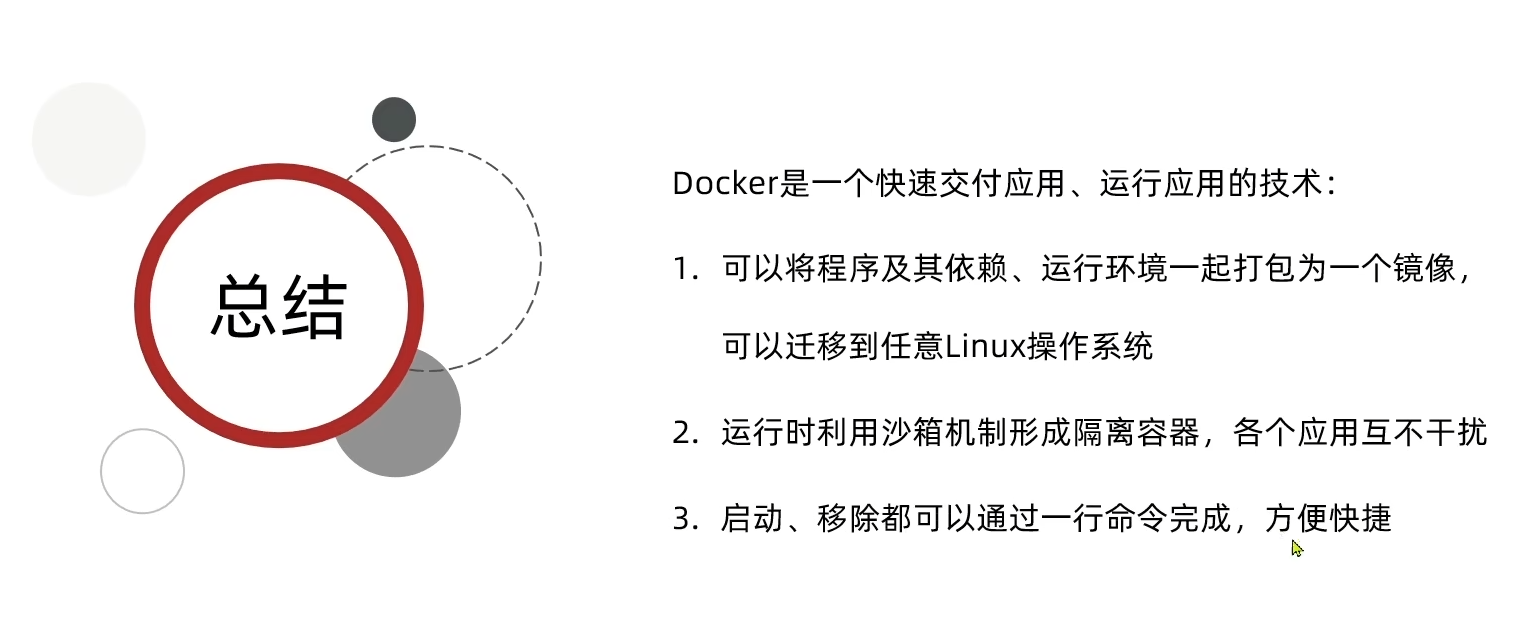 总结
Docker是一个快速交付应用、运行应用的技术：
1. 可以将程序及其依赖、运行环境一起打包为一个镜像，
可以迁移到任意Linux操作系统
2. 运行时利用沙箱机制形成隔离容器，各个应用互不干扰
3. 启动、移除都可以通过一行命令完成，方便快捷